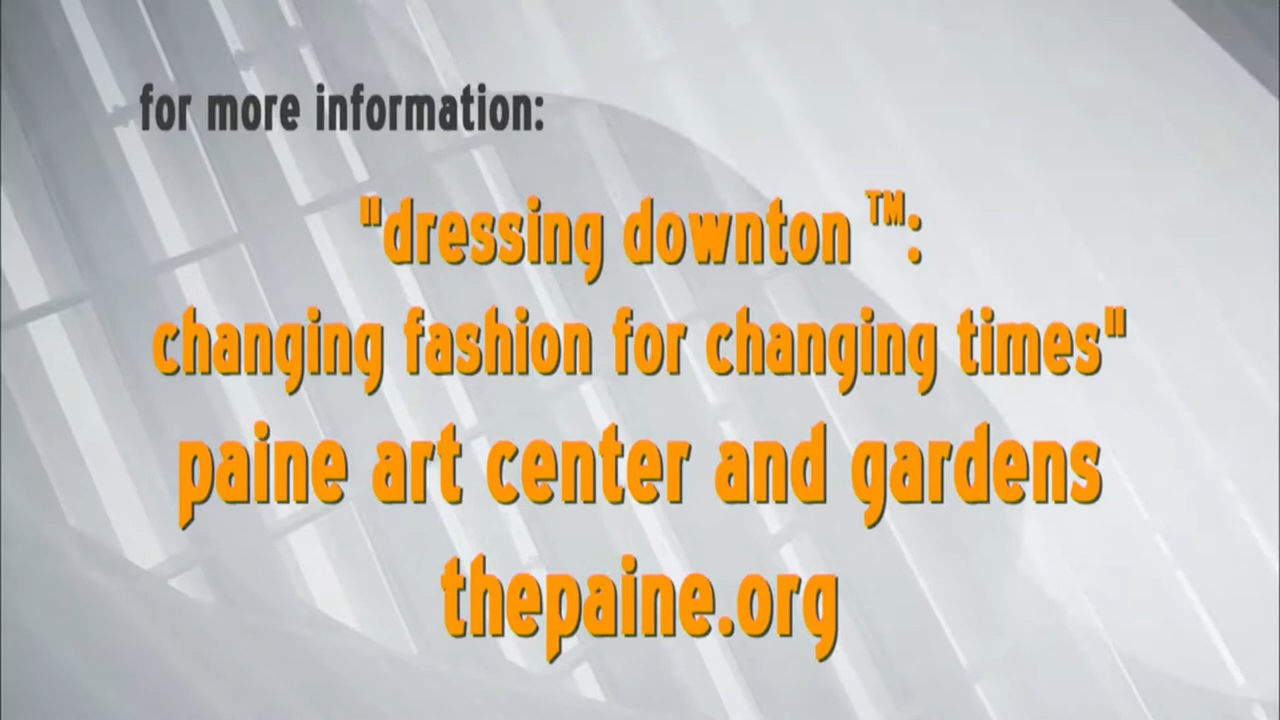 for more information:
"dressing downton ™:
changing fashion for changing times"
paine art center and gardens
thepaine.org